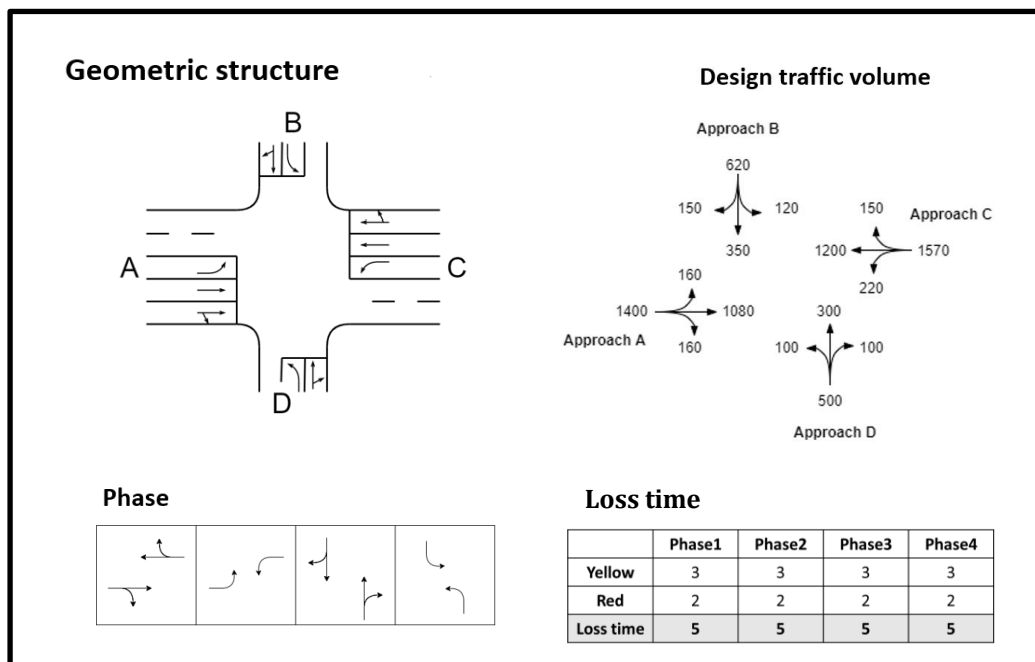 Geometric structure
B
A
C
D
Design traffic volume
Approach B
620
150
120
350
150
Approach C
1200
1570
220
160
1400
1080
Approach A
160
300
100
100
500
Approach D
Phase
Loss time
Phase1 Phase2 Phase3 Phase4
Yellow 3 3 3 3
Red 2 2 2 2
Loss time 5 5 5 5